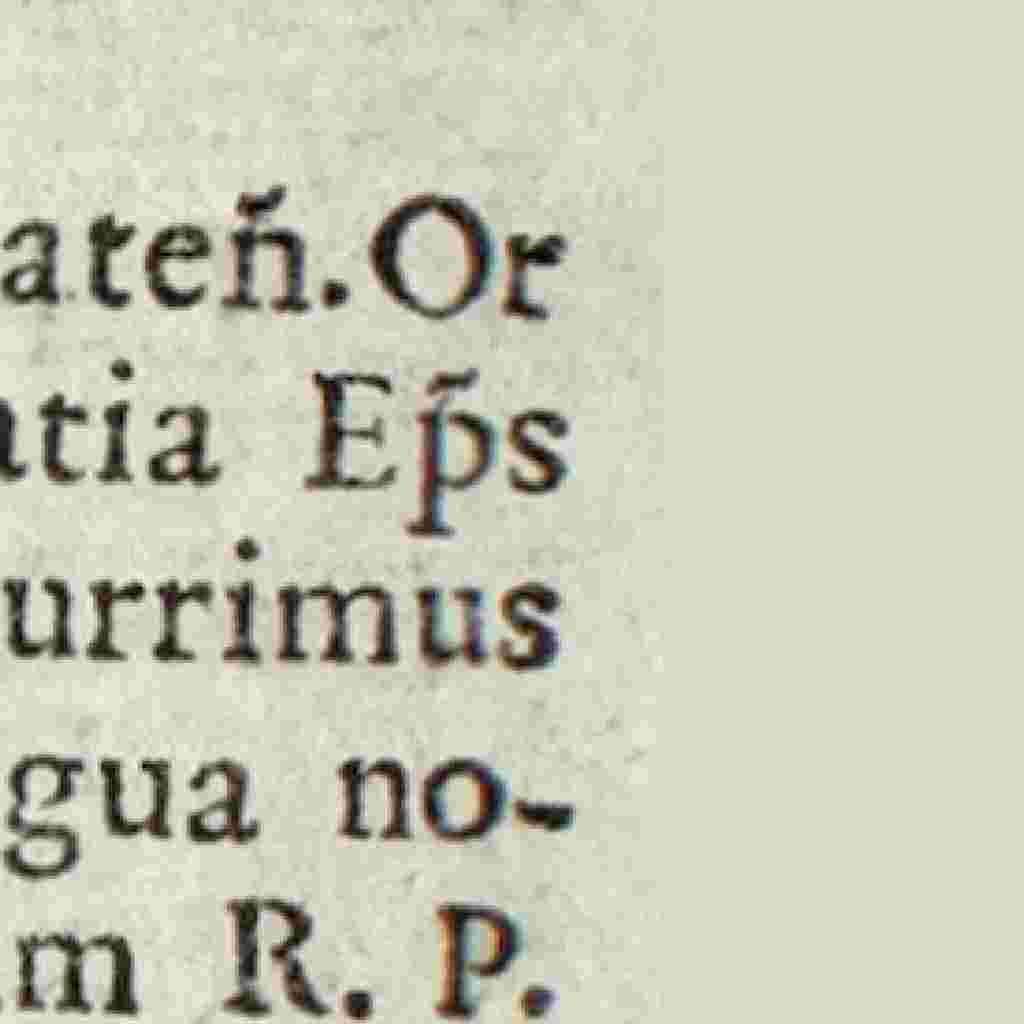 ateñ. Or
atia Ep̃s
urrimus
gua no-
m R. P.